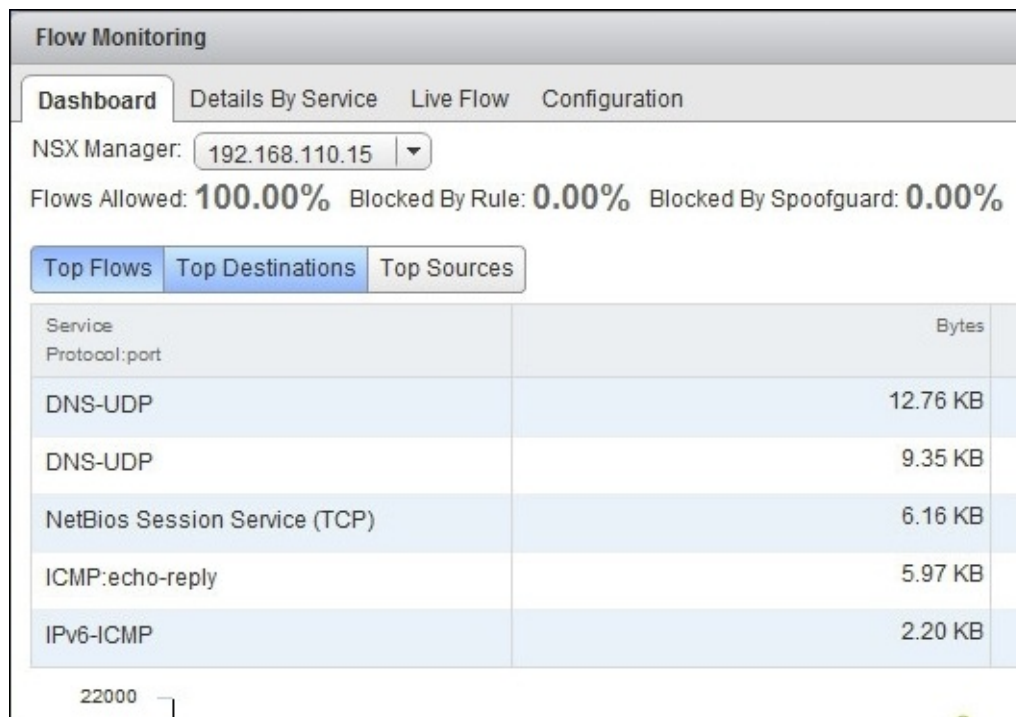 Flow Monitoring
Dashboard Details By Service Live Flow Configuration
NSX Manager: 192.168.110.15
Flows Allowed: 100.00% Blocked By Rule: 0.00% Blocked By Spoofguard: 0.00%
Top Flows Top Destinations Top Sources
Service Bytes
Protocol:port
DNS-UDP 12.76 KB
DNS-UDP 9.35 KB
NetBios Session Service (TCP) 6.16 KB
ICMP:echo-reply 5.97 KB
IPv6-ICMP 2.20 KB
22000